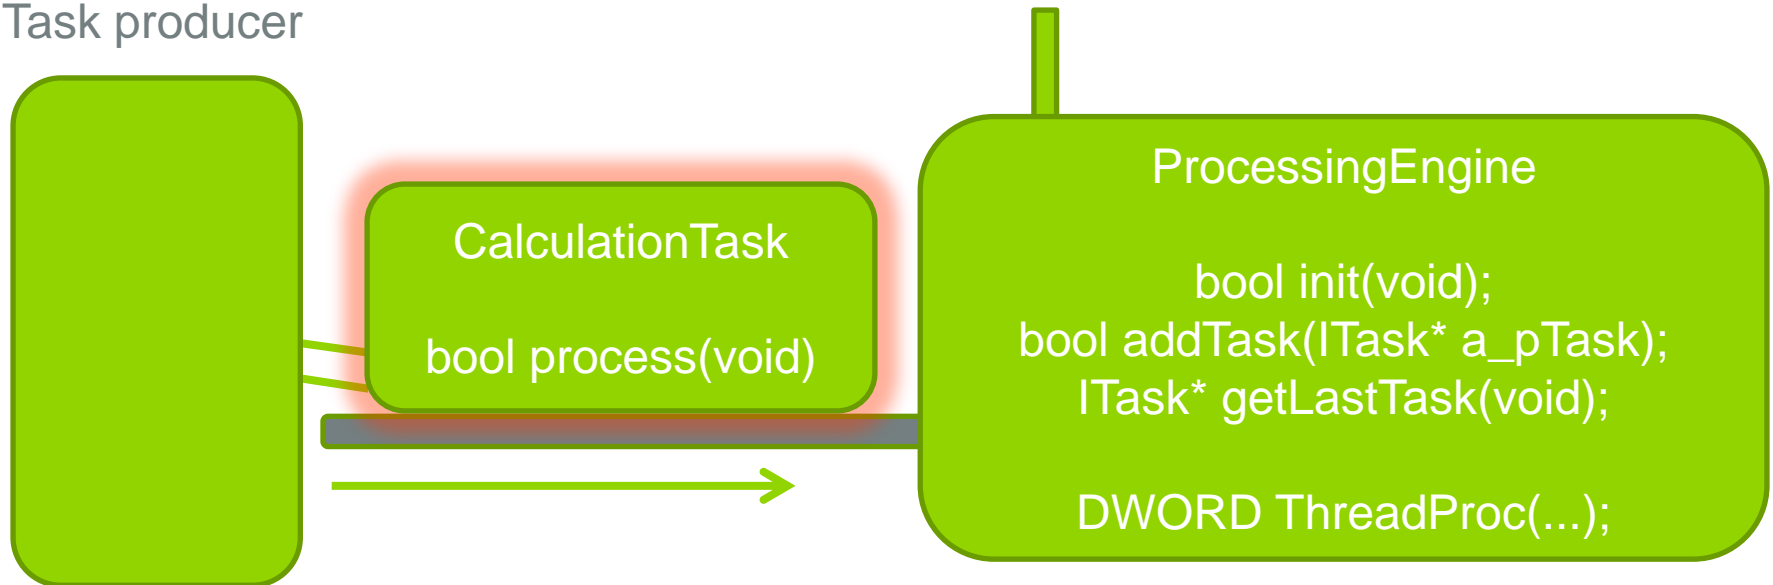 Task producer
CalculationTask
bool process(void)
ProcessingEngine
bool init(void);
bool addTask(ITask* a_pTask);
ITask* getLastTask(void);
DWORD ThreadProc(...);